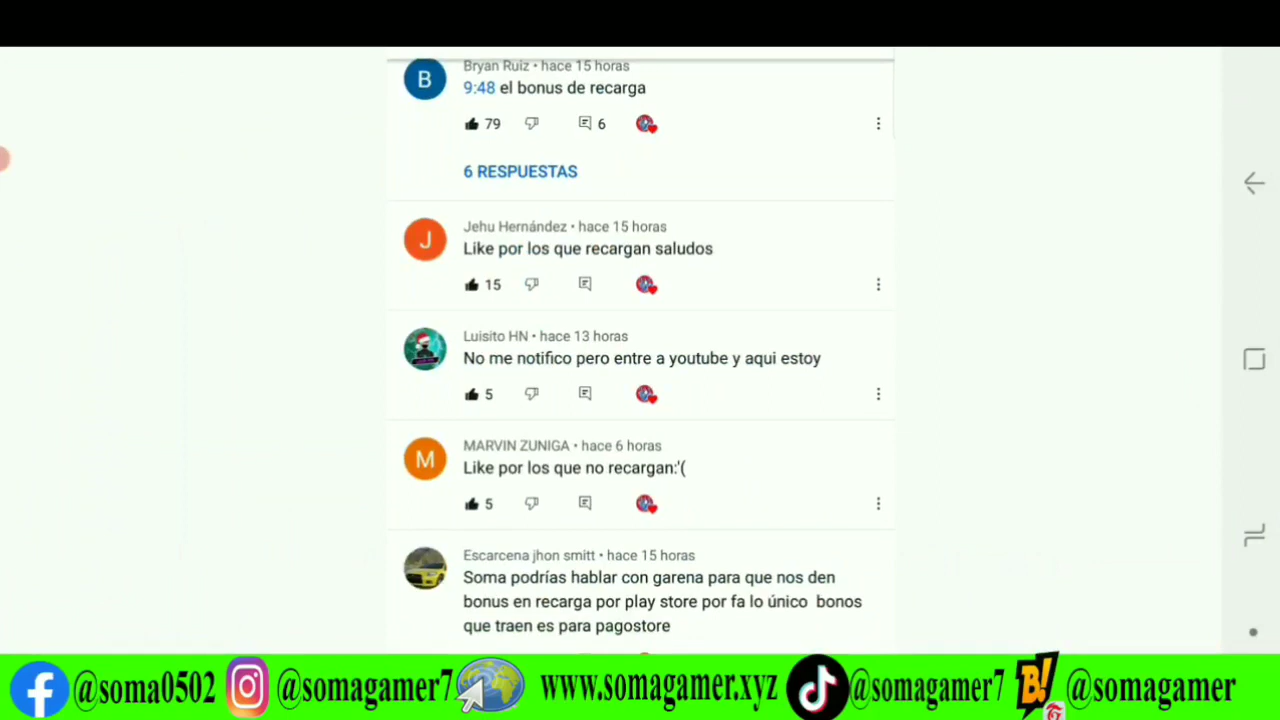 Bryan Ruiz • hace 15 horas
9:48 el bonus de recarga
79 6
6 RESPUESTAS
J
Jehu Hernández • hace 15 horas
Like por los que recargan saludos
15
Luisito HN • hace 13 horas
No me notifico pero entre a youtube y aqui estoy
5
MARVIN ZUNIGA • hace 6 horas
M
Like por los que no recargan:'(
5
Escarcena jhon smitt • hace 15 horas
Soma podrías hablar con garena para que nos den
bonus en recarga por play store por fa lo único bonos
que traen es para pagostore
@soma0502 @somagamer7 www.somagamer.xyz @somagamer7 B! @somagamer